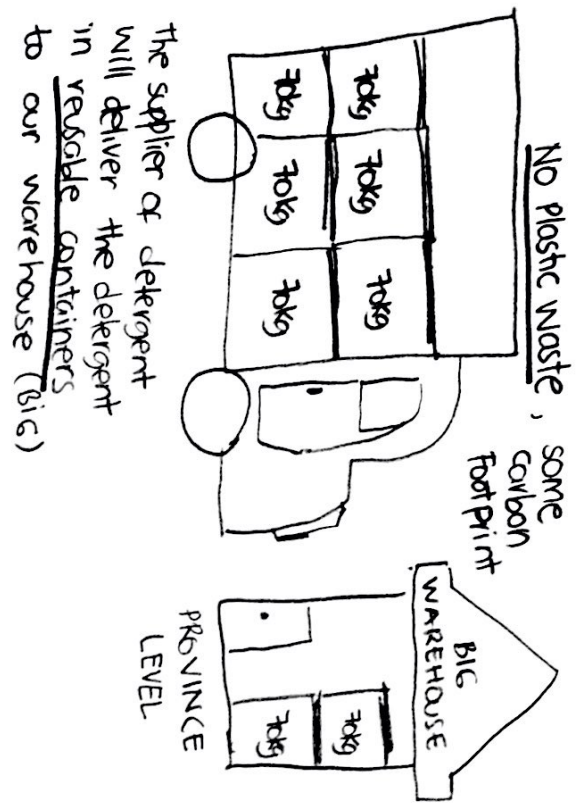 No plastic waste, some
carbon
footprint
70kg 70kg 70kg
70kg 70kg 70kg
BIG
WAREHOUSE
70kg
70kg
PROVINCE
LEVEL
The supplier of detergent
will deliver the detergent
in reusable containers
to our warehouse (BiG)